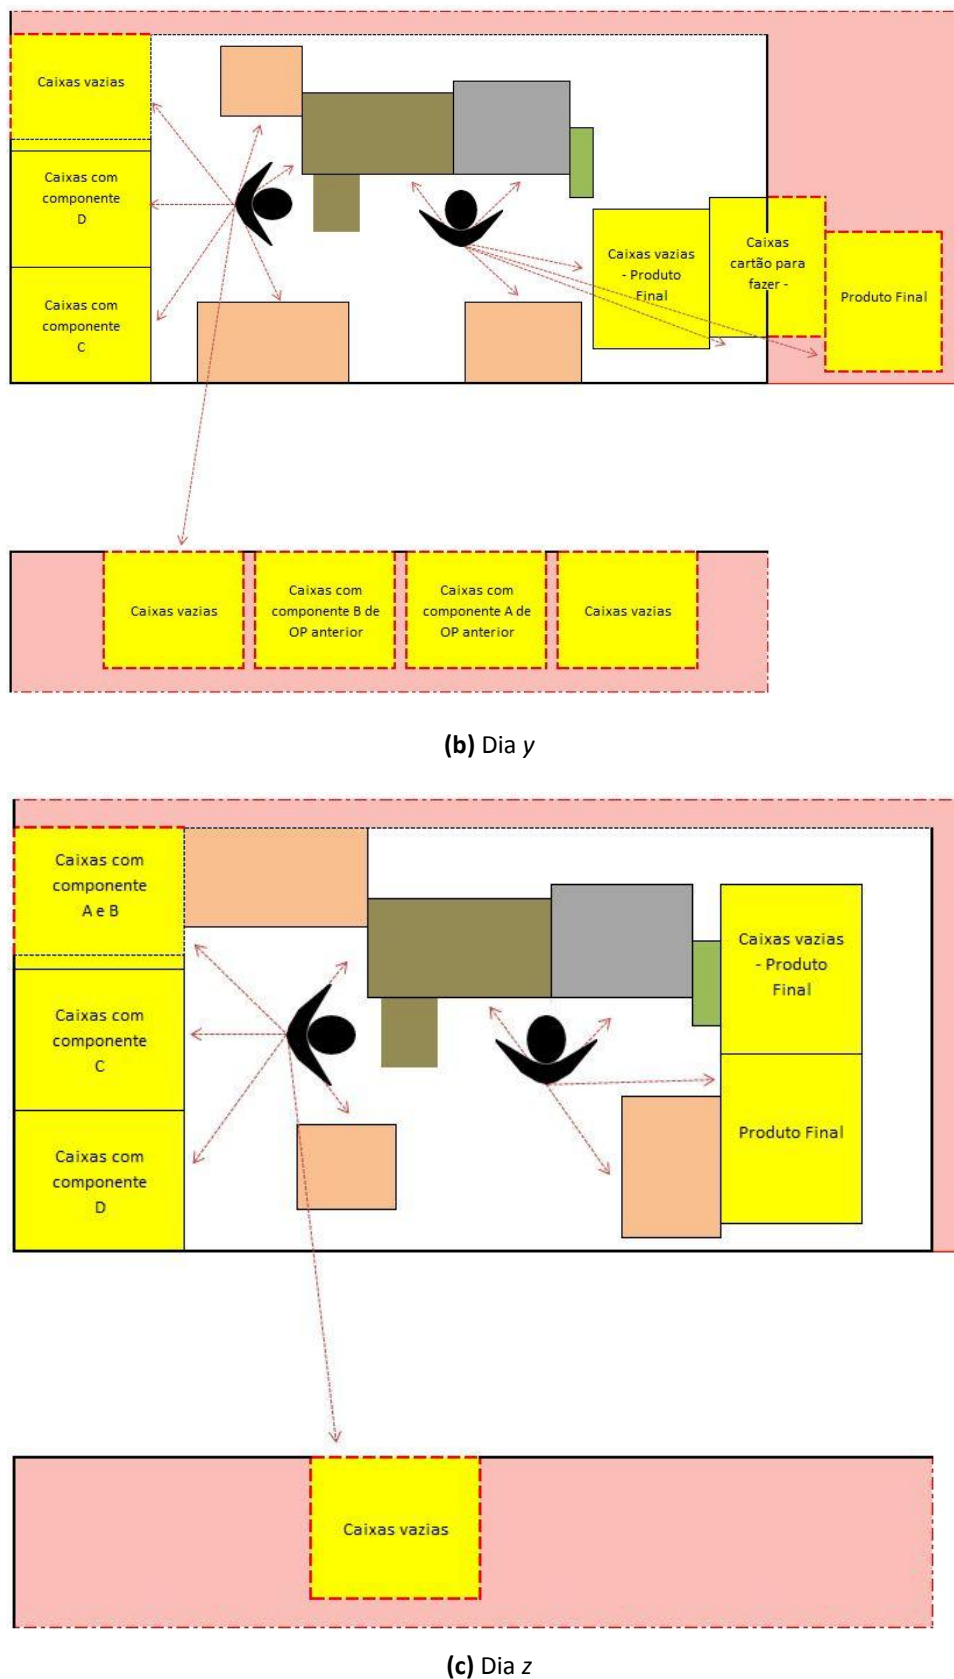 Caixas vazias
Caixas com
componente
D
Caixas com
componente
C
Caixas vazias
- Produto
Final
Caixas
cartão para
fazer -
Produto Final
Caixas vazias
Caixas com
componente B de
OP anterior
Caixas com
componente A de
OP anterior
Caixas vazias
(b) Dia y
Caixas com
componente
A e B
Caixas com
componente
C
Caixas com
componente
D
Caixas vazias
- Produto
Final
Produto Final
Caixas vazias
(c) Dia z